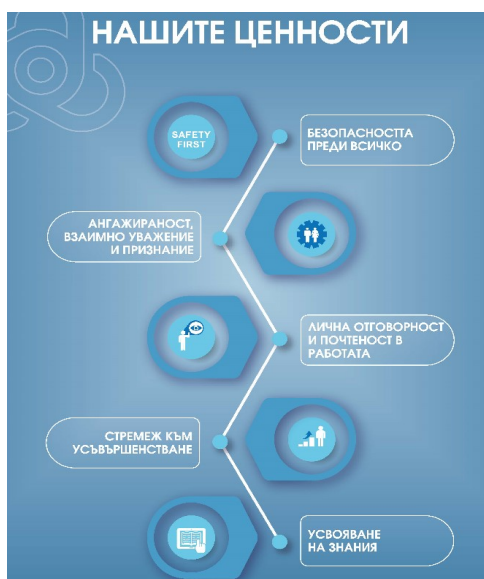 НАШИТЕ ЦЕННОСТИ
SAFETY
FIRST
БЕЗОПАСНОСТТА
ПРЕДИ ВСИЧКО
АНГАЖИРАНОСТ,
ВЗАИМНО УВАЖЕНИЕ
И ПРИЗНАНИЕ
ЛИЧНА ОТГОВОРНОСТ
И ПОЧТЕНОСТ В
РАБОТАТА
СТРЕМЕЖ КЪМ
УСЪВЪРШЕНСТВАНЕ
УСВОЯВАНЕ
НА ЗНАНИЯ